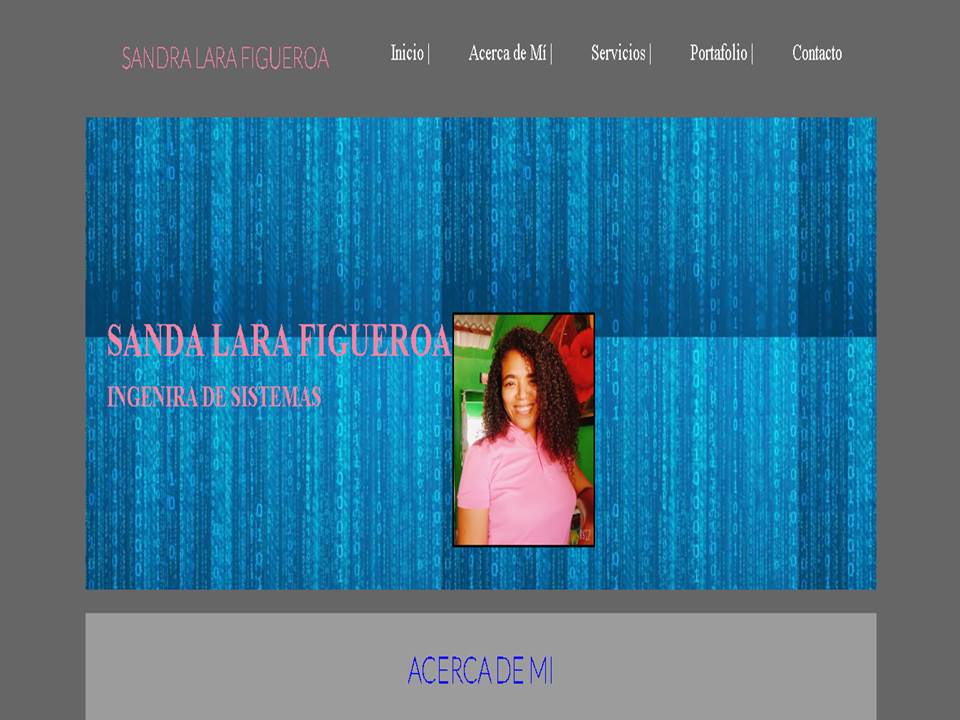 SANDRA LARA FIGUEROA
Inicio | Acerca de Mí | Servicios | Portafolio | Contacto
SANDA LARA FIGUEROA
INGENIRA DE SISTEMAS
ACERCA DE MI